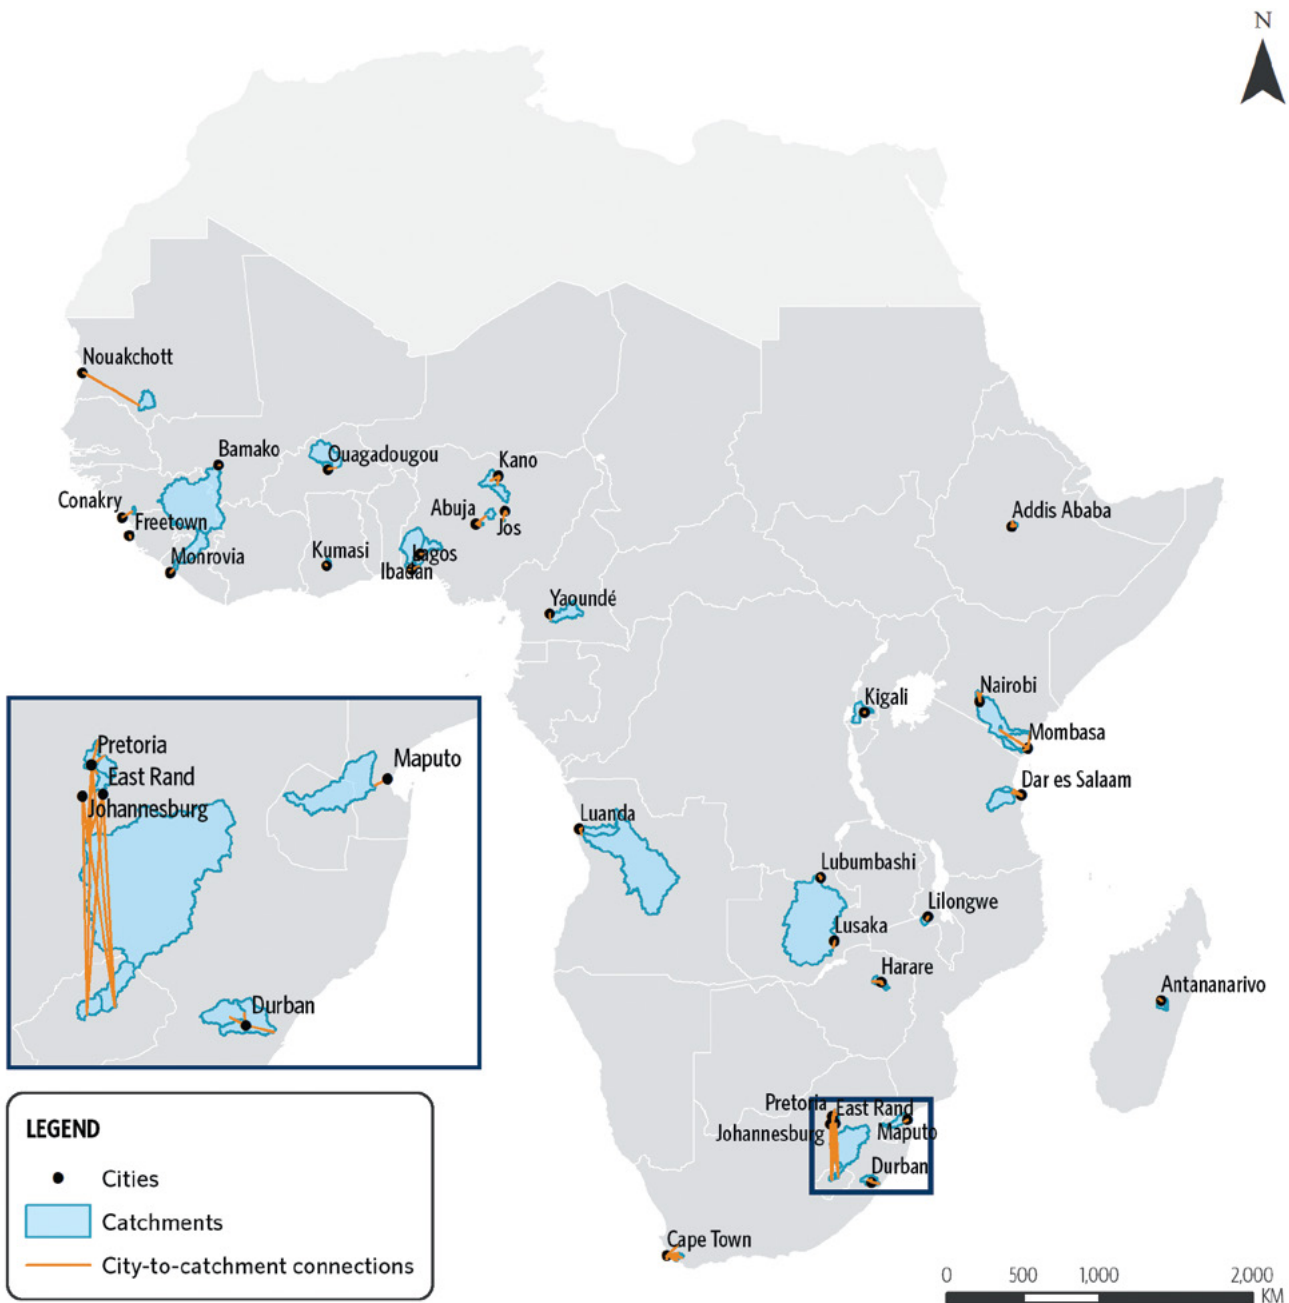 N
Nouakchott
Bamako
Ouagadougou
Kano
Conakry
Abuja
Addis Ababa
Freetown
Jos
Monrovia
Kumasi
Lagos
Ibadan
Yaoundé
Nairobi
Kigali
Mombasa
Pretoria
East Rand
Johannesburg
Maputo
Durban
Dar es Salaam
Luanda
Lubumbashi
Lilongwe
Lusaka
Harare
Antananarivo
Pretoria
East Rand
Johannesburg
Maputo
Durban
Cape Town
LEGEND
Cities
Catchments
City-to-catchment connections
0 500 1,000 2,000
KM